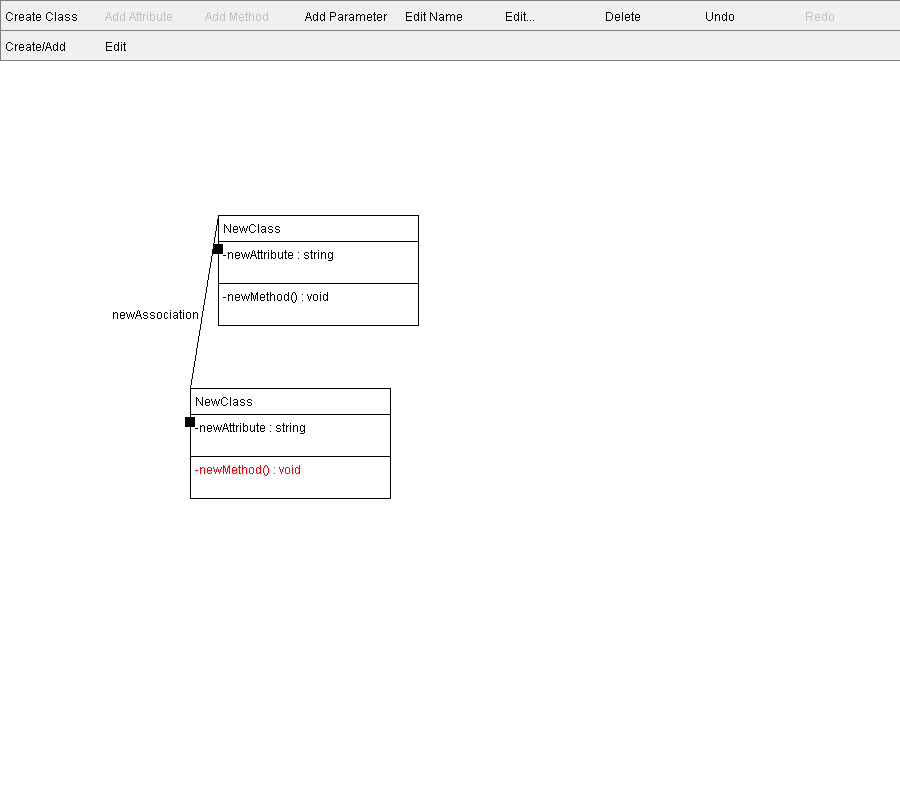 Create Class Add Attribute Add Method Add Parameter Edit Name Edit... Delete Undo Redo
Create/Add Edit
NewClass
-newAttribute : string
-newMethod() : void
newAssociation
NewClass
-newAttribute : string
-newMethod() : void